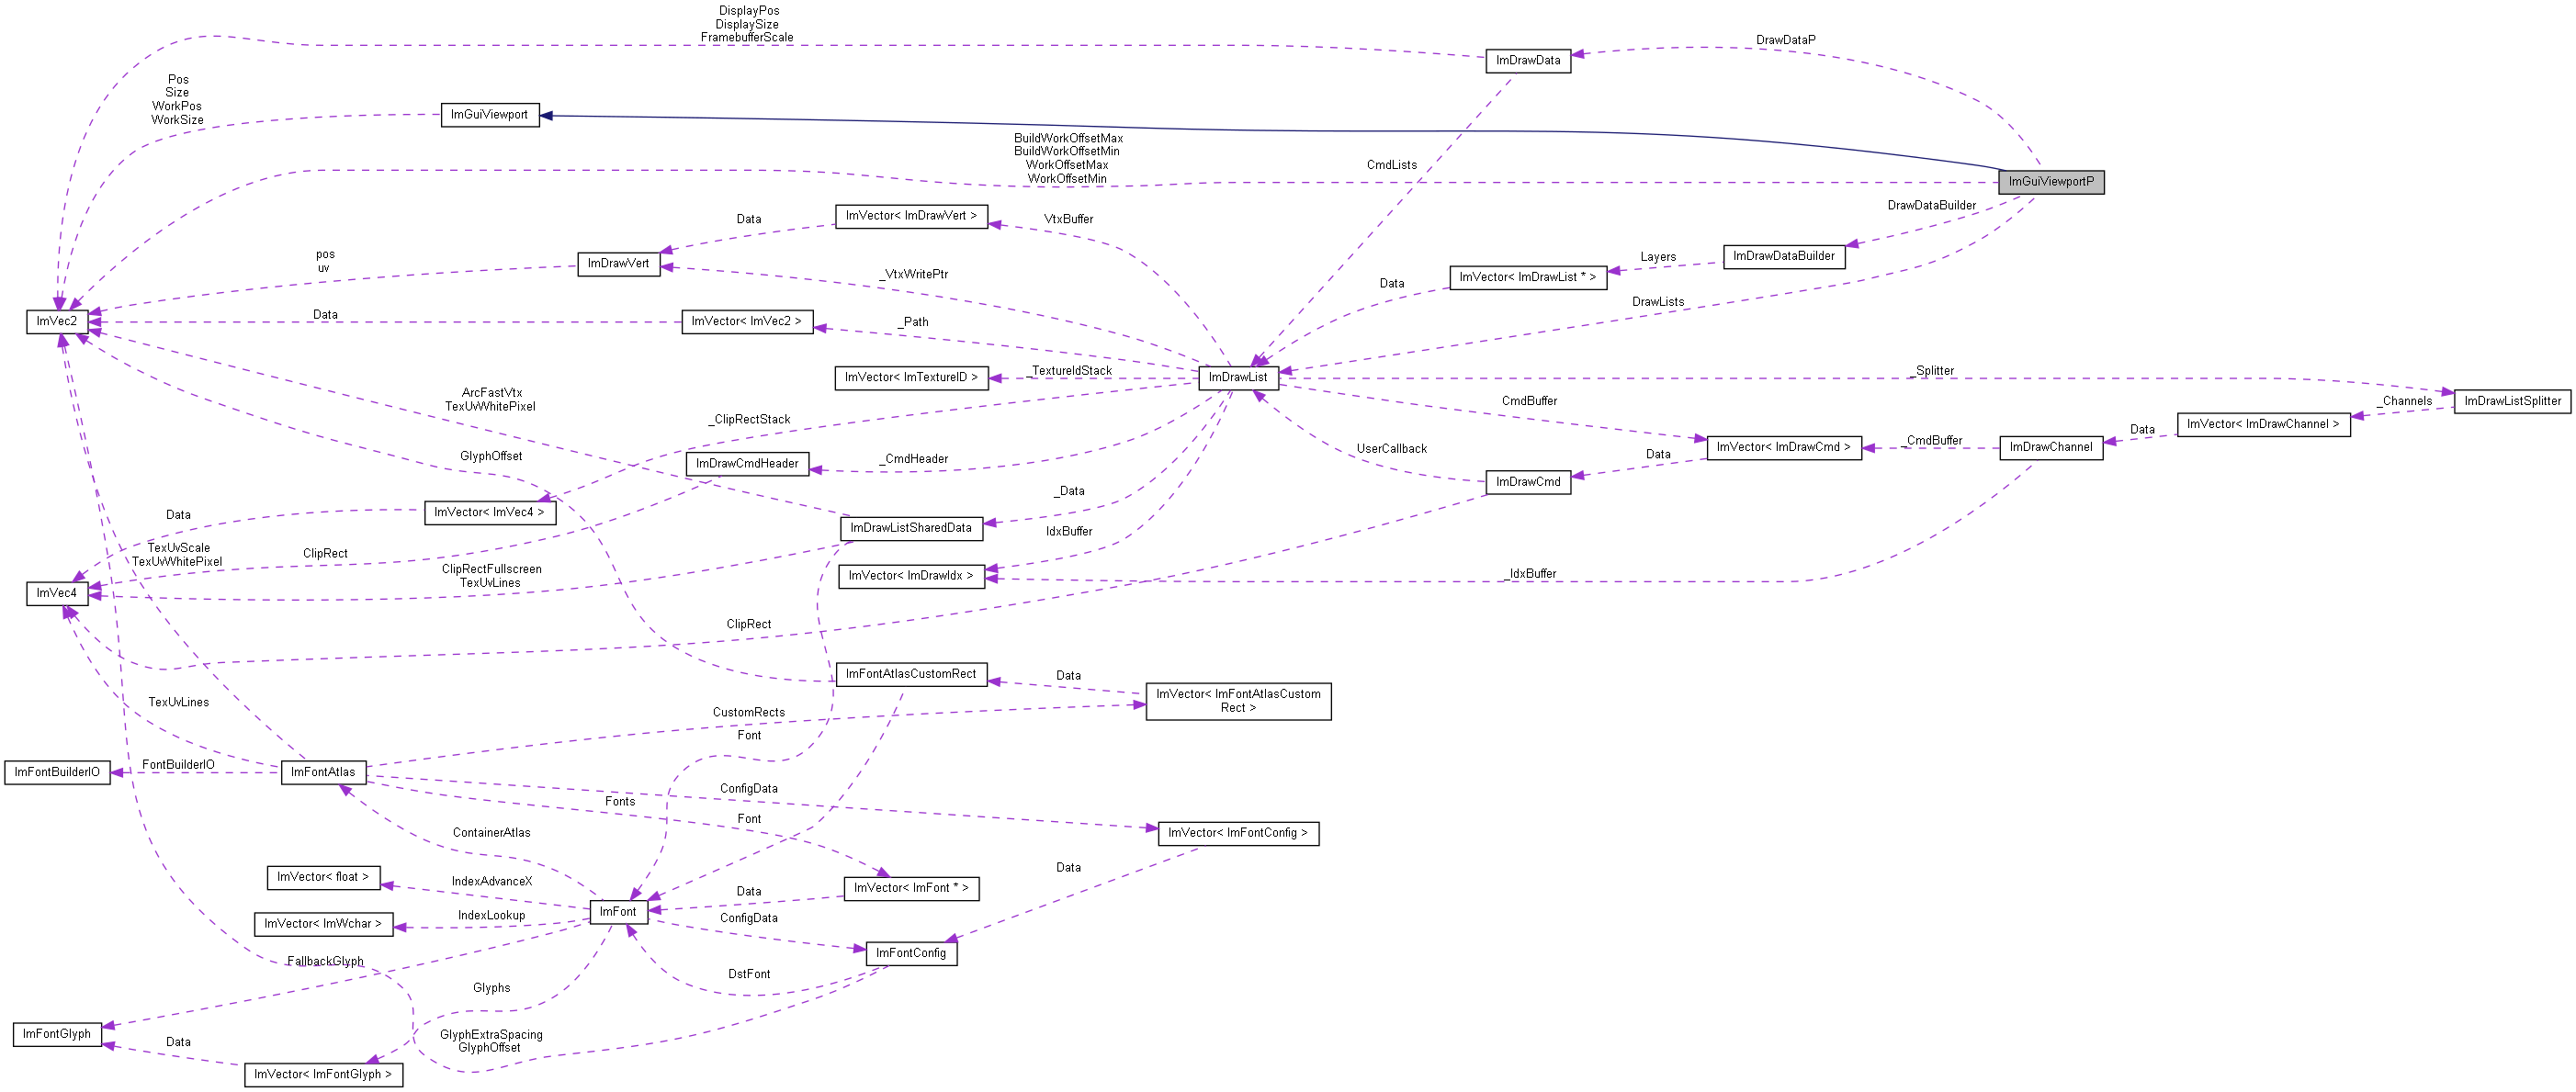 DisplayPos
DisplaySize
FramebufferScale
DrawDataP
ImDrawData
Pos
Size
WorkPos
WorkSize
ImGuiViewport
BuildWorkOffsetMax
BuildWorkOffsetMin
WorkOffsetMax
WorkOffsetMin
CmdLists
ImGuiViewportP
DrawDataBuilder
ImVector< ImDrawVert >
Data
VtxBuffer
pos
uv
ImDrawVert
_VtxWritePtr
ImDrawDataBuilder
Layers
ImVector< ImDrawList * >
Data
DrawLists
ImVec2
Data
ImVector< ImVec2 >
_Path
ImVector< ImTextureID >
_TextureIdStack
ImDrawList
_Splitter
ArcFastVtx
TexUvWhitePixel
_ClipRectStack
CmdBuffer
_Channels
ImDrawListSplitter
ImVector< ImDrawChannel >
Data
GlyphOffset
ImDrawCmdHeader
_CmdHeader
UserCallback
Data
ImVector< ImDrawCmd >
_CmdBuffer
ImDrawChannel
ImDrawCmd
_Data
Data
ImVector< ImVec4 >
ImDrawListSharedData
IdxBuffer
TexUvScale
TexUvWhitePixel
ClipRect
ClipRectFullscreen
TexUvLines
ImVector< ImDrawIdx >
_IdxBuffer
ImVec4
ClipRect
ImFontAtlasCustomRect
Data
ImVector< ImFontAtlasCustom
Rect >
TexUvLines
CustomRects
Font
ImFontBuilderIO
FontBuilderIO
ImFontAtlas
ConfigData
Fonts
Font
ContainerAtlas
ImVector< ImFontConfig >
ImVector< float >
IndexAdvanceX
Data
ImVector< ImFont * >
Data
ImVector< ImWchar >
IndexLookup
ImFont
ConfigData
ImFontConfig
FallbackGlyph
DstFont
Glyphs
ImFontGlyph
Data
GlyphExtraSpacing
GlyphOffset
ImVector< ImFontGlyph >